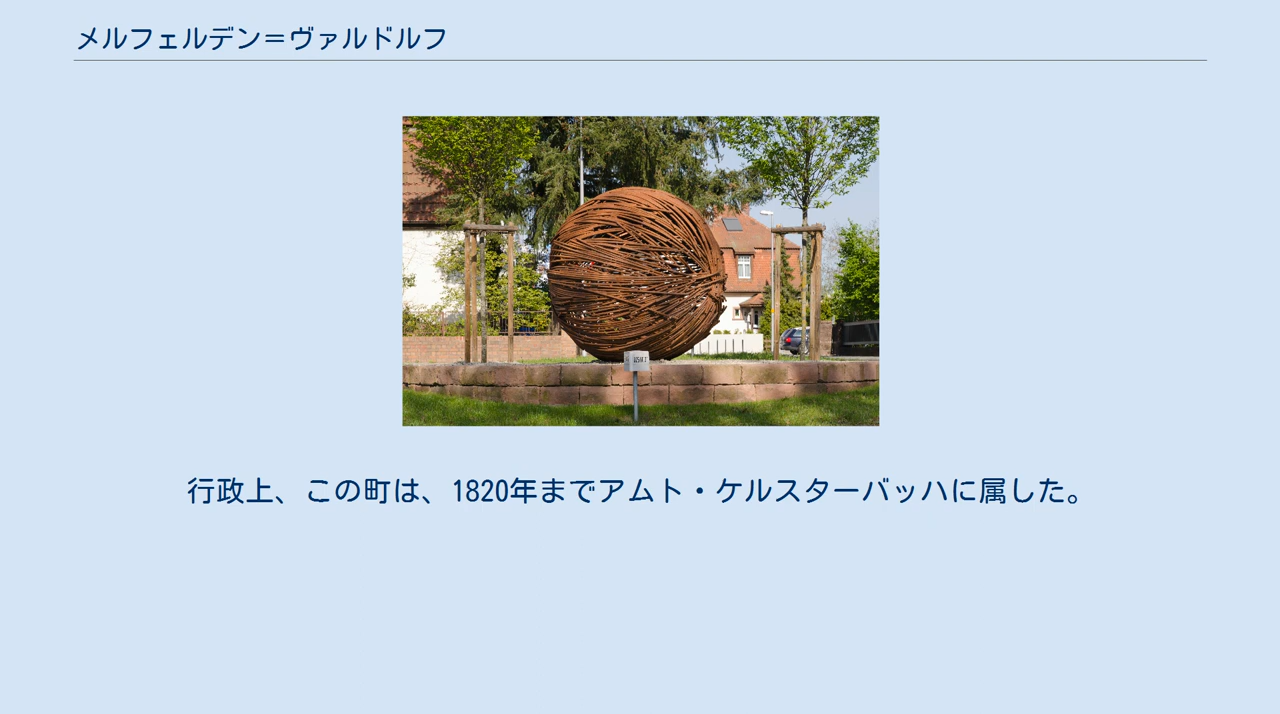 メルフェルデン＝ヴァルドルフ
行政上、この町は、1820年までアムト・ケルスターバッハに属した。